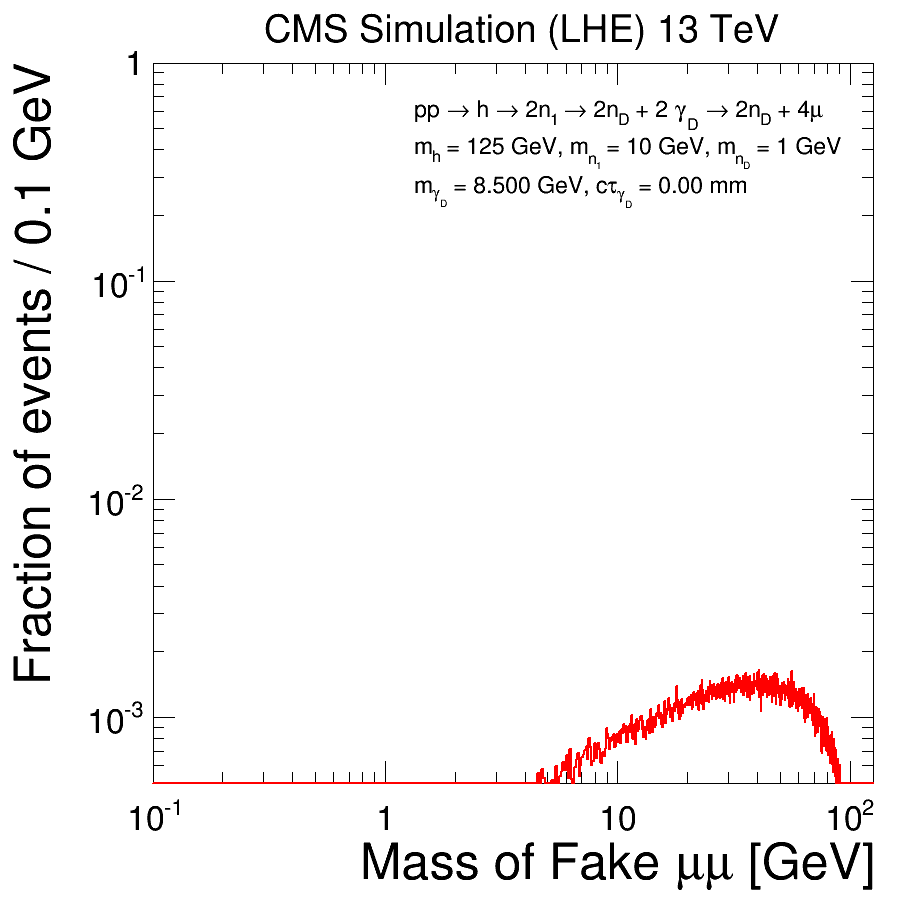 CMS Simulation (LHE) 13 TeV
Fraction of events / 0.1 GeV
1
10⁻¹
10⁻²
10⁻³
pp → h → 2n₁ → 2n_D + 2 γ_D → 2n_D + 4μ
m_h = 125 GeV, m_n₁ = 10 GeV, m_n_D = 1 GeV
m_γ_D = 8.500 GeV, cτ_γ_D = 0.00 mm
10⁻¹ 1 10 10²
Mass of Fake μμ [GeV]